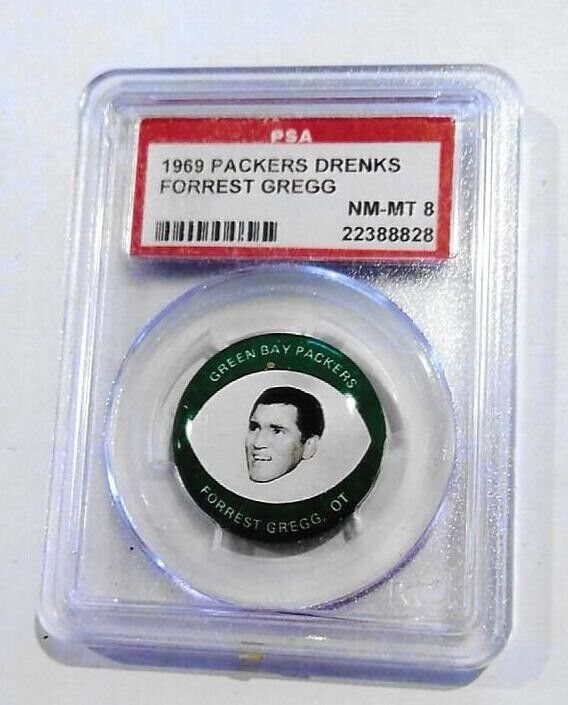 PSA
1969 PACKERS DRENKS
FORREST GREGG
NM-MT 8
22388828
GREEN BAY PACKERS
FORREST GREGG, OT